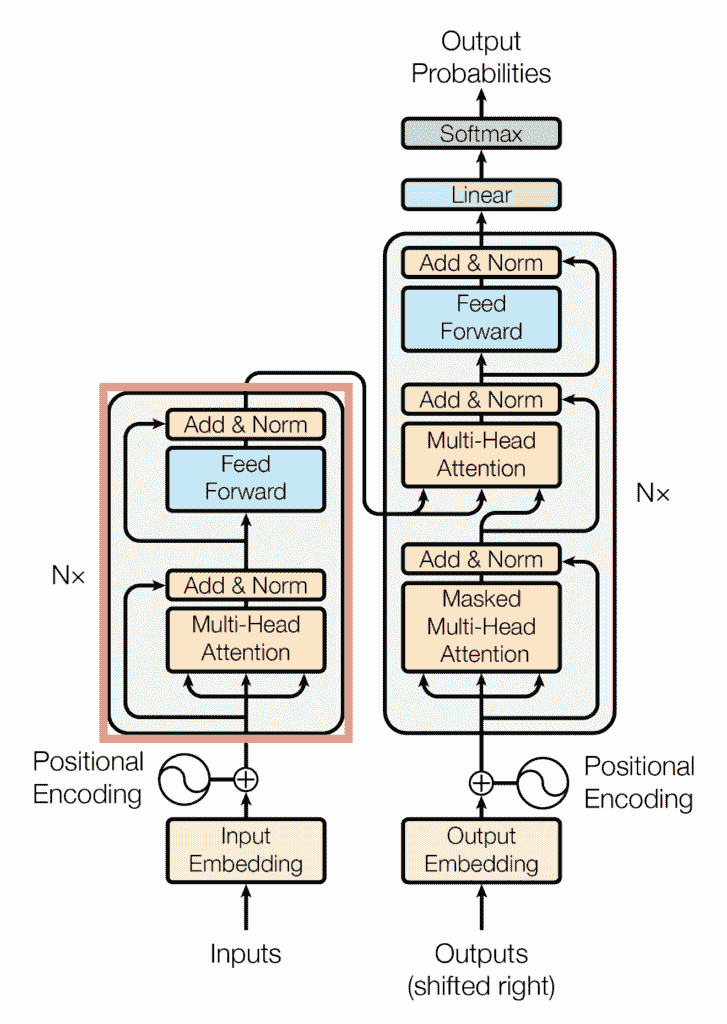 Output
Probabilities
Softmax
Linear
Add & Norm
Feed
Forward
Add & Norm
Multi-Head
Attention
N×
Add & Norm
Masked
Multi-Head
Attention
Add & Norm
Feed
Forward
N×
Add & Norm
Multi-Head
Attention
Positional
Encoding
Positional
Encoding
Input
Embedding
Output
Embedding
Inputs
Outputs
(shifted right)